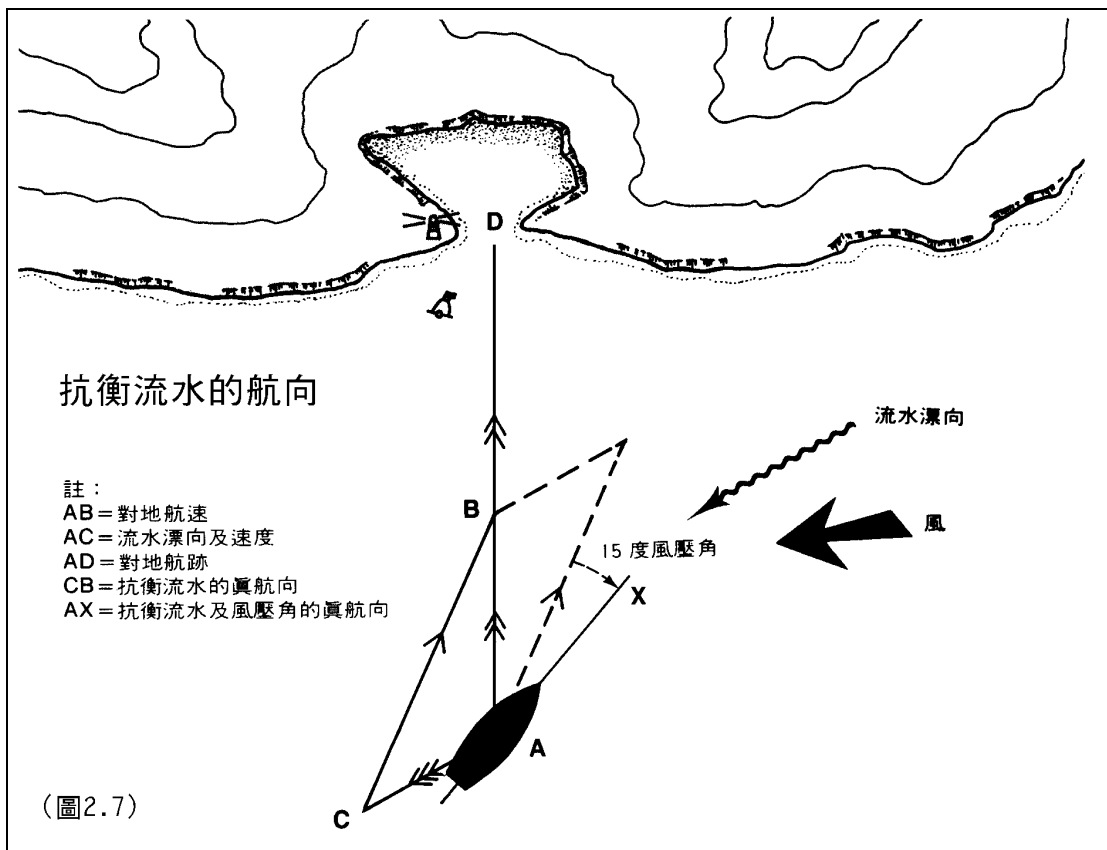 D
抗衡流水的航向
流水漂向
註：
AB＝對地航速
AC＝流水漂向及速度
AD＝對地航跡
CB＝抗衡流水的眞航向
AX＝抗衡流水及風壓角的眞航向
B
風
15 度風壓角
X
A
C
(圖2.7)